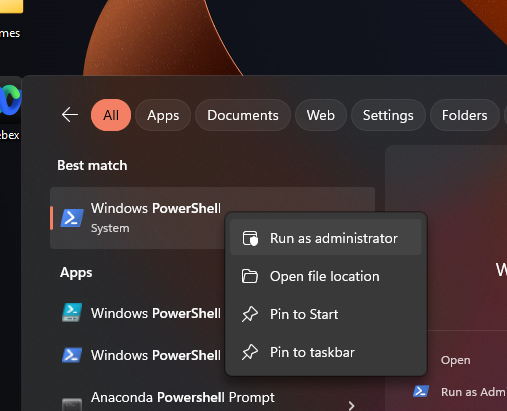 mes
ebex
All
Apps
Documents
Web
Settings
Folders
Best match
Windows PowerShell
System
Run as administrator
Open file location
Pin to Start
Pin to taskbar
Apps
Windows PowerShell
Windows PowerShell
Anaconda Powershell Prompt
W
Open
Run as Adm